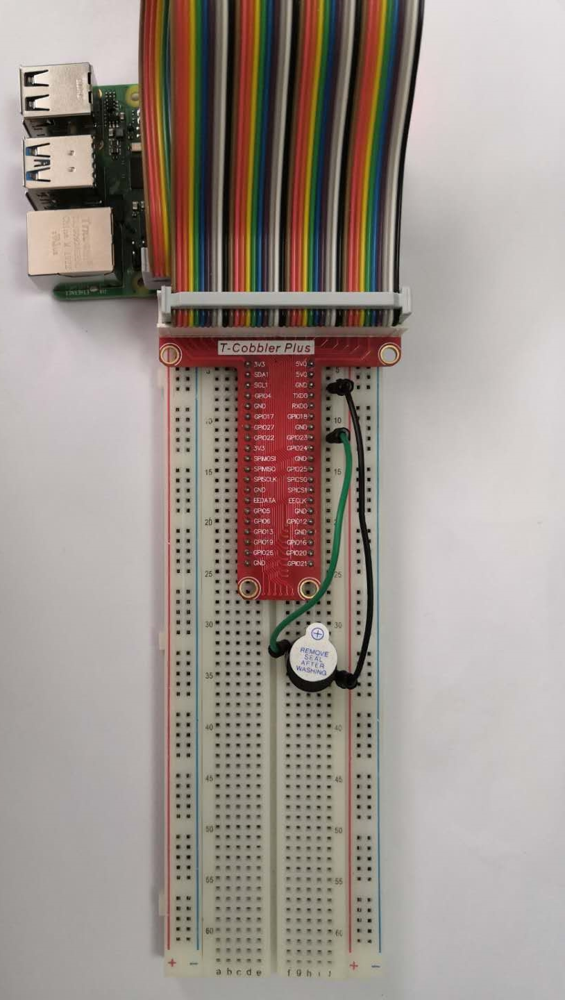 T-Cobbler Plus
3V3 5V0
SDA1 5V0
SCL1 GND
GPIO4 TXD0
GND RXD0
GPIO17 GPIO18
GPIO27 GND
GPIO22 GPIO23
3V3 GPIO24
SPIMOSI GND
SPIMISO GPIO25
SPISCLK SPICS0
GND SPICS1
EEDATA EECLK
GPIO5 GND
GPIO6 GPIO12
GPIO13 GND
GPIO19 GPIO16
GPIO26 GPIO20
GND GPIO21
5 5
10 10
15 15
20 20
25 25
30 30
REMOVE
SEAL
AFTER
WASHING
35
40 40
45 45
50 50
55 55
60 60
+ − + −
a b c d e f g h i j